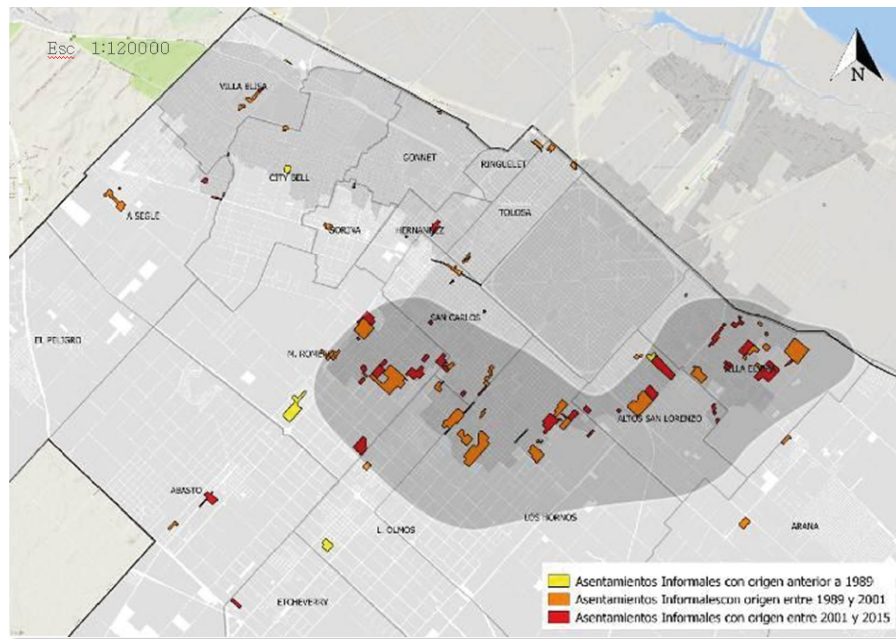 Esc 1:120000
N
VILLA ELISA
CITY BELL
GONNET
RINGUELET
A SEGUI
GORINA
HERNANDEZ
TOLOSA
SAN CARLOS
EL PELIGRO
M. ROMERO
VILLA ELVIRA
ALTOS SAN LORENZO
ABASTO
L. OLMOS
LOS HORNOS
ARANA
ETCHEVERRY
Asentamientos Informales con origen anterior a 1989
Asentamientos Informalescon origen entre 1989 y 2001
Asentamientos Informales con origen entre 2001 y 2015